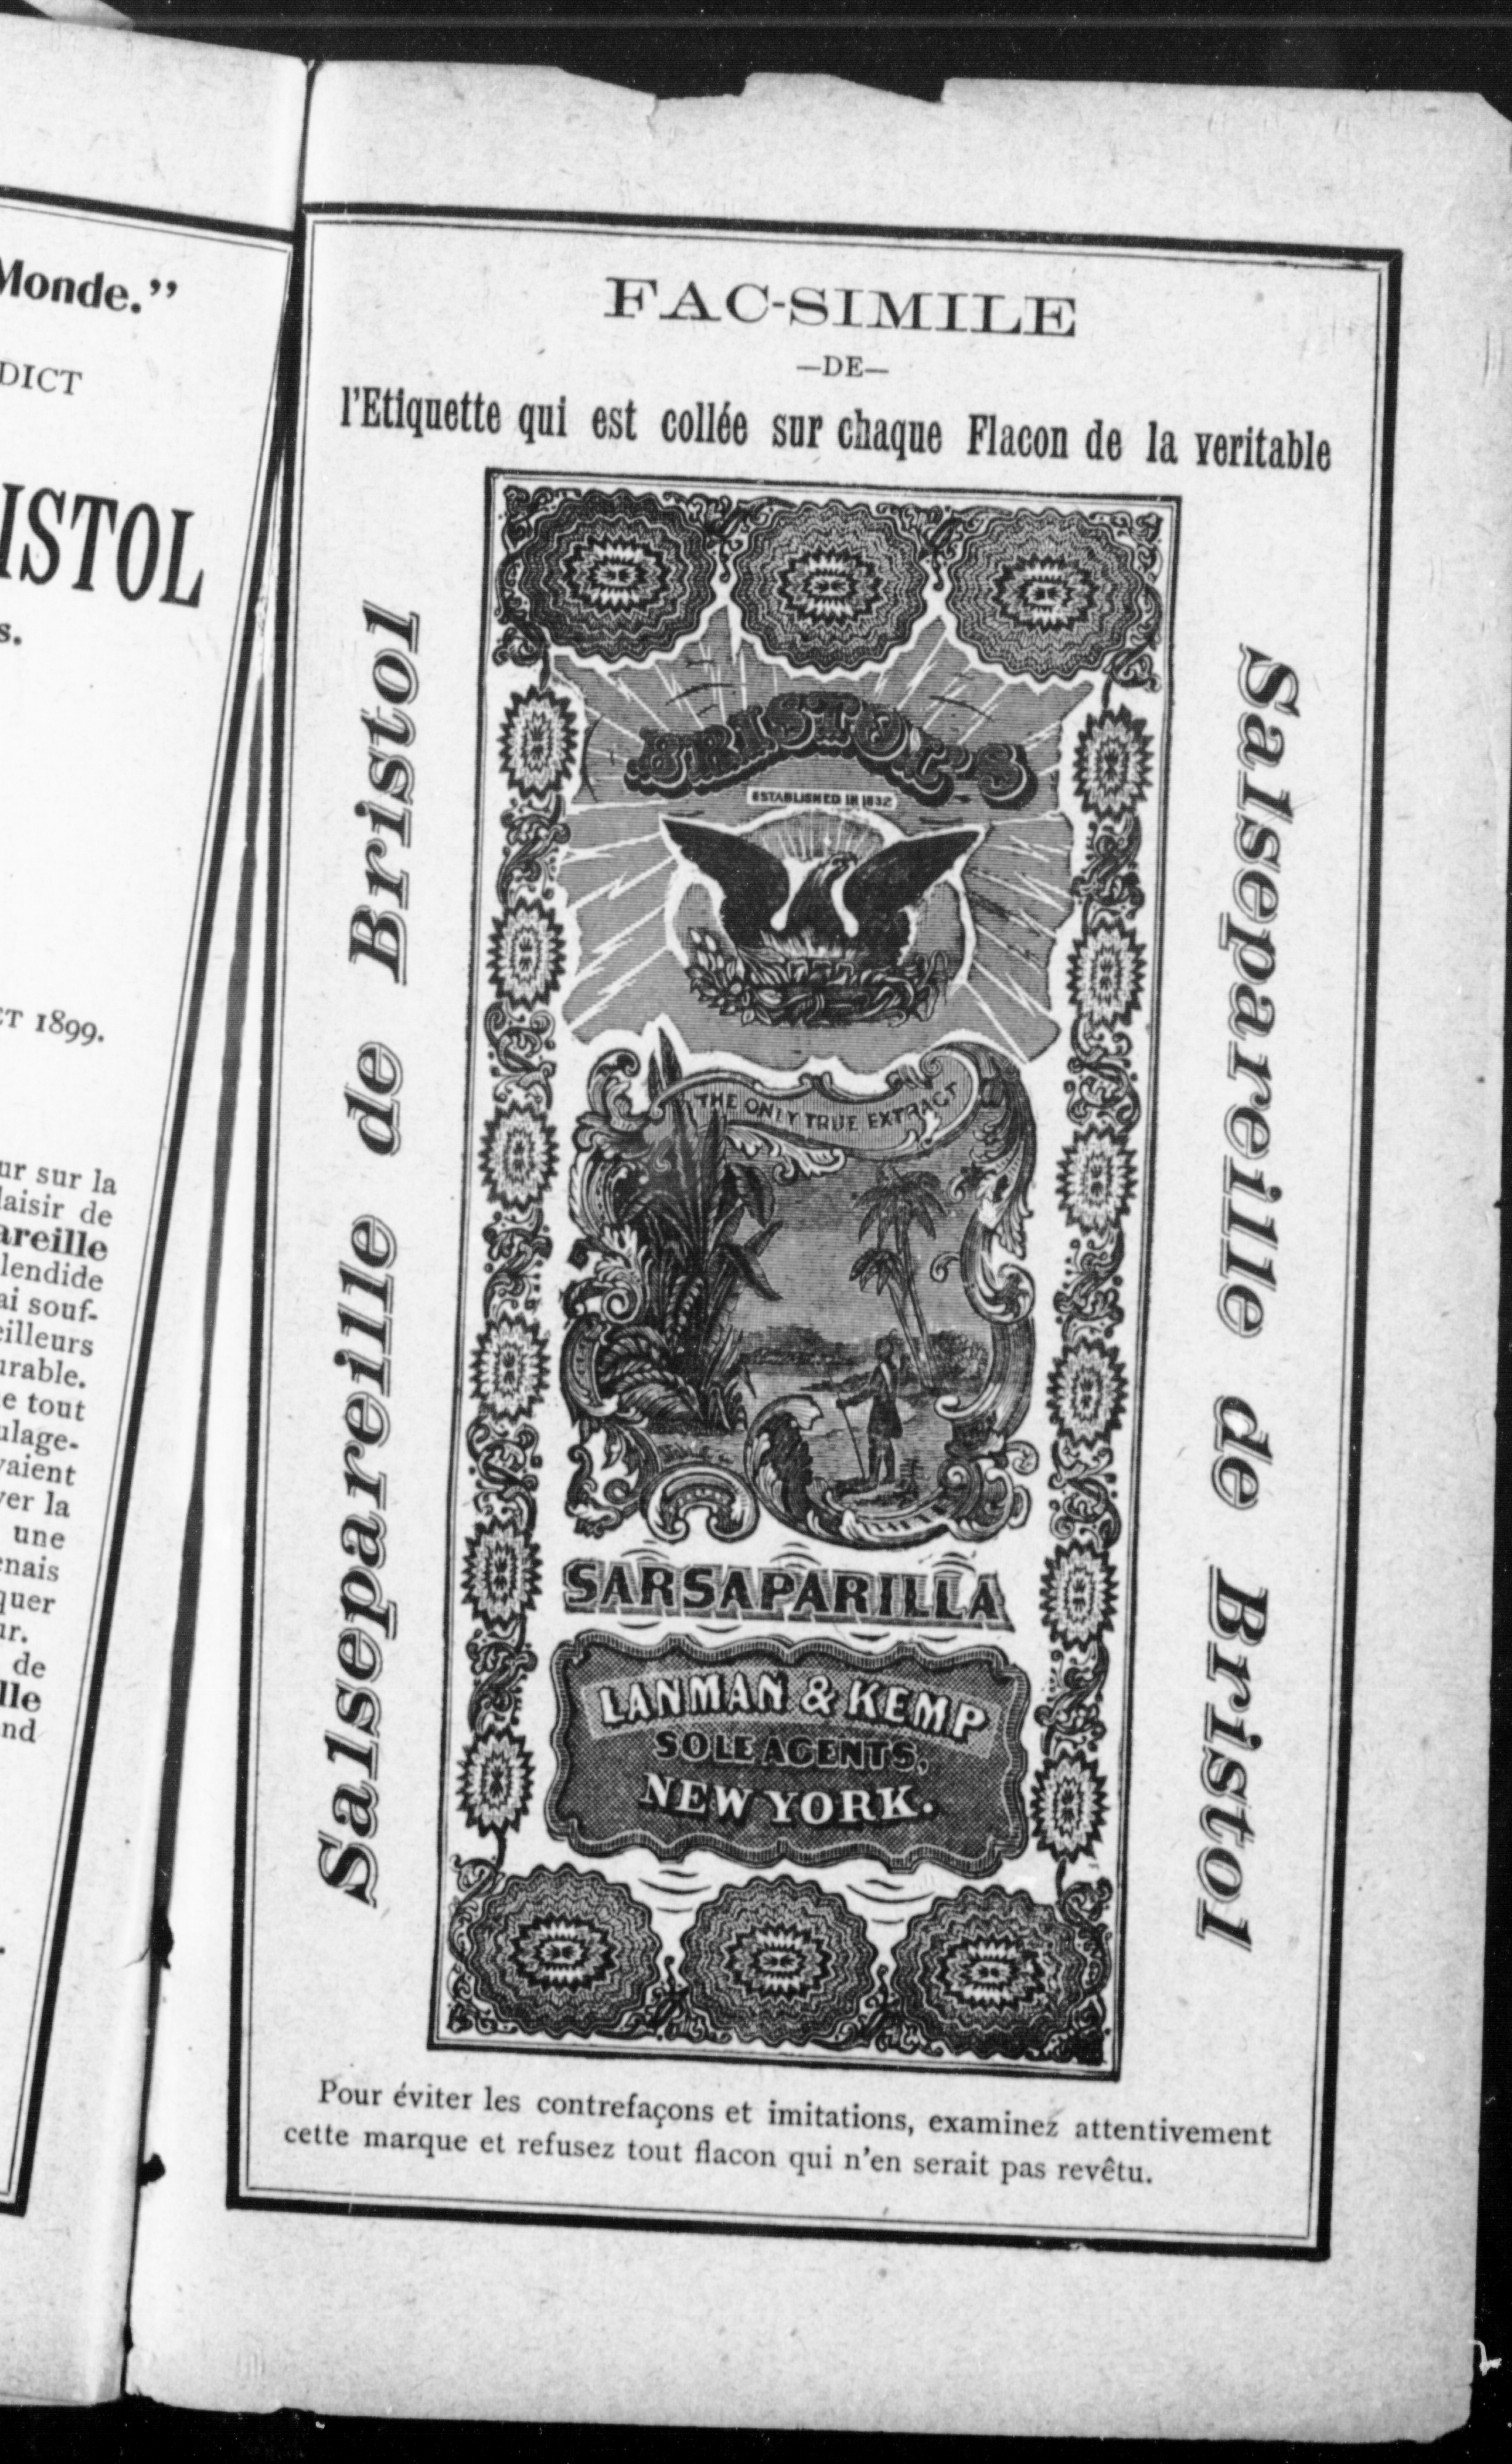 Monde.”
DICT
ISTOL
s.
ET 1899.
ur sur la
laisir de
areille
lendide
ai souf-
eilleurs
urable.
e tout
ulage-
vaient
ver la
une
enais
quer
ur.
de
lle
nd
FAC-SIMILE
—DE—
l'Etiquette qui est collée sur chaque Flacon de la veritable
Salsepareille de Bristol
BRISTOL'S
ESTABLISHED IN 1832
THE ONLY TRUE EXTRACT
SARSAPARILLA
LANMAN & KEMP
SOLE AGENTS,
NEW YORK.
Salsepareille de Bristol
Pour éviter les contrefaçons et imitations, examinez attentivement
cette marque et refusez tout flacon qui n'en serait pas revêtu.